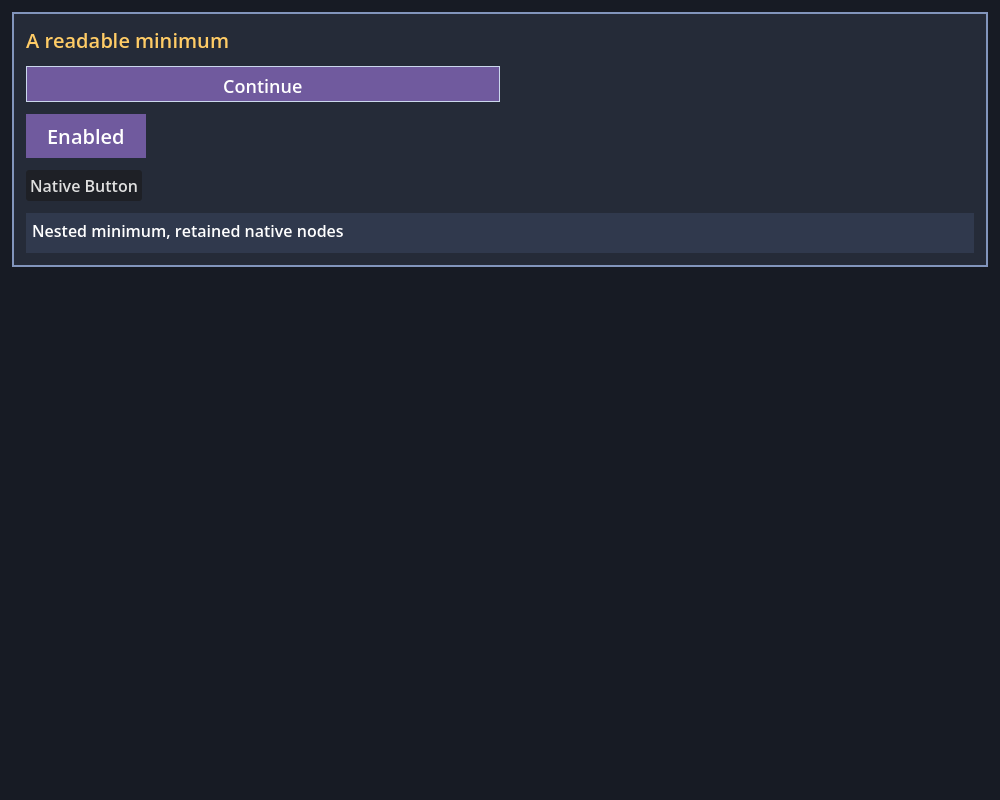 A readable minimum
Continue
Enabled
Native Button
Nested minimum, retained native nodes